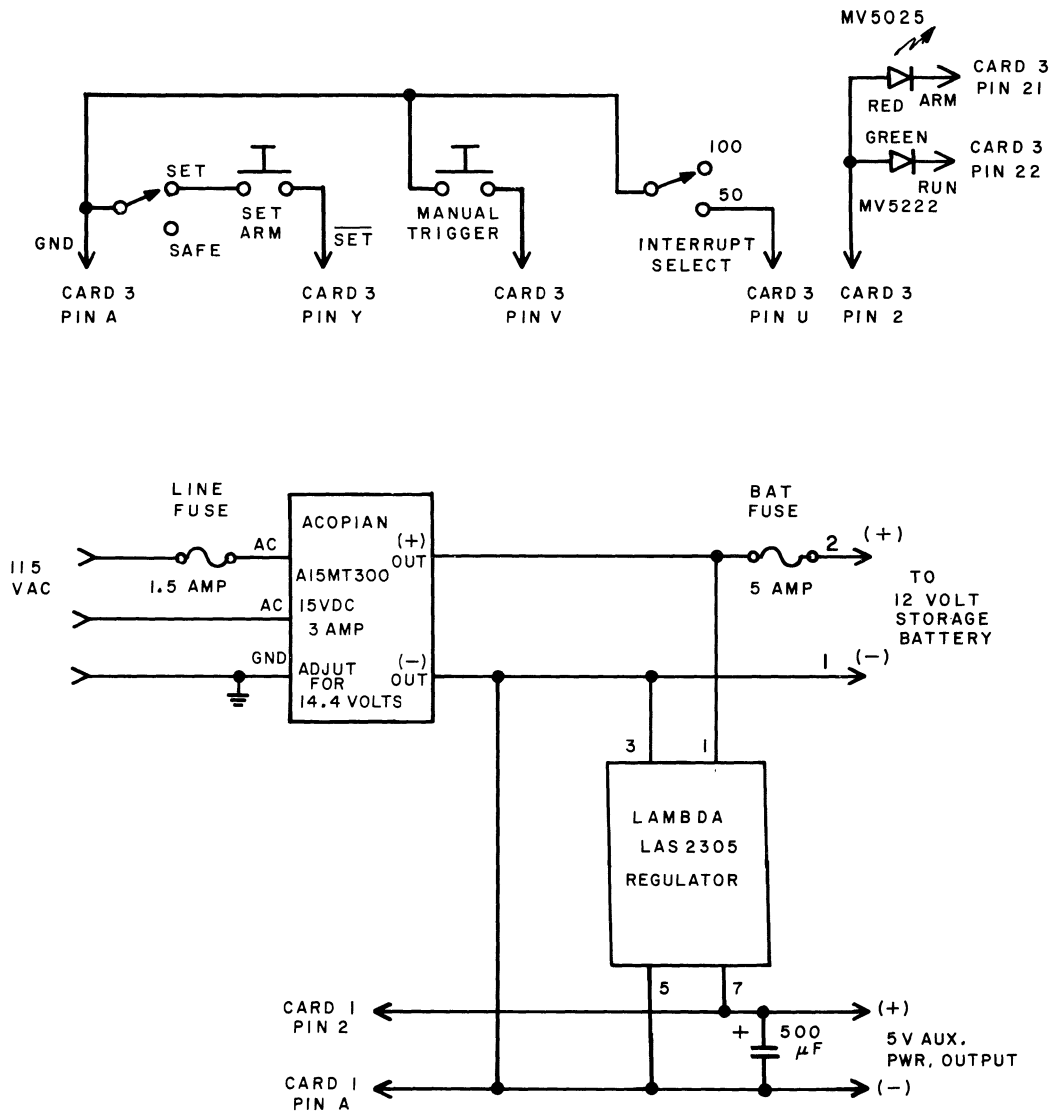 MV5025
CARD 3
PIN 21
RED ARM
GREEN
CARD 3
PIN 22
RUN
MV5222
SET
100
50
SET
ARM
SET
MANUAL
TRIGGER
GND
SAFE
INTERRUPT
SELECT
CARD 3
PIN A
CARD 3
PIN Y
CARD 3
PIN V
CARD 3
PIN U
CARD 3
PIN 2
LINE
FUSE
BAT
FUSE
ACOPIAN
115
VAC
AC
(+)
OUT
2
(+)
1.5 AMP
A15MT300
5 AMP
TO
12 VOLT
STORAGE
BATTERY
AC
15VDC
3 AMP
GND
ADJUT
FOR
14.4 VOLTS
(-)
OUT
1
(-)
3
1
LAMBDA
LAS 2305
REGULATOR
5
7
CARD 1
PIN 2
+
500
μF
(+)
5V AUX.
PWR, OUTPUT
CARD 1
PIN A
(-)